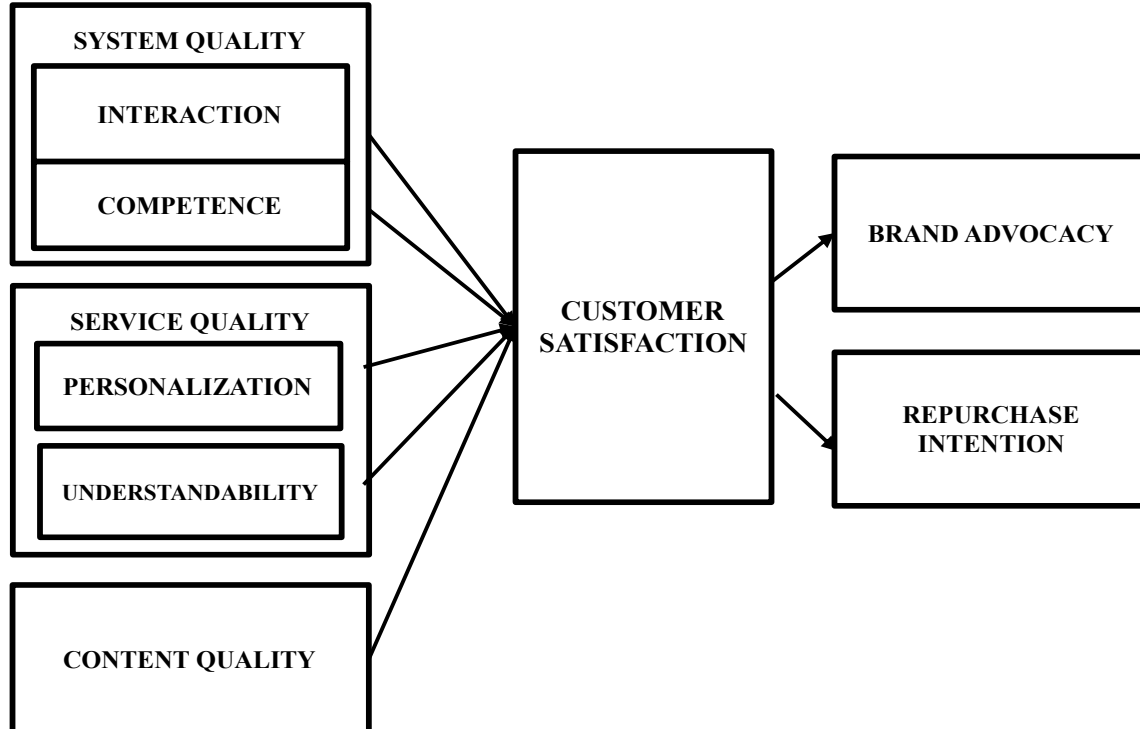 SYSTEM QUALITY
INTERACTION
COMPETENCE
SERVICE QUALITY
PERSONALIZATION
UNDERSTANDABILITY
CONTENT QUALITY
CUSTOMER
SATISFACTION
BRAND ADVOCACY
REPURCHASE
INTENTION